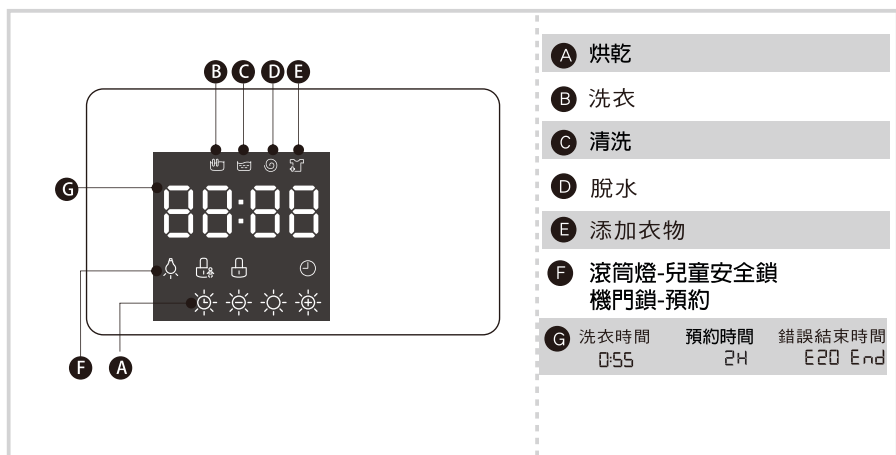 B C D E
G
88:88
F A
A 烘乾
B 洗衣
C 清洗
D 脫水
E 添加衣物
F 滾筒燈-兒童安全鎖
機門鎖-預約
G 洗衣時間 預約時間 錯誤結束時間
0:55 2H E20 End